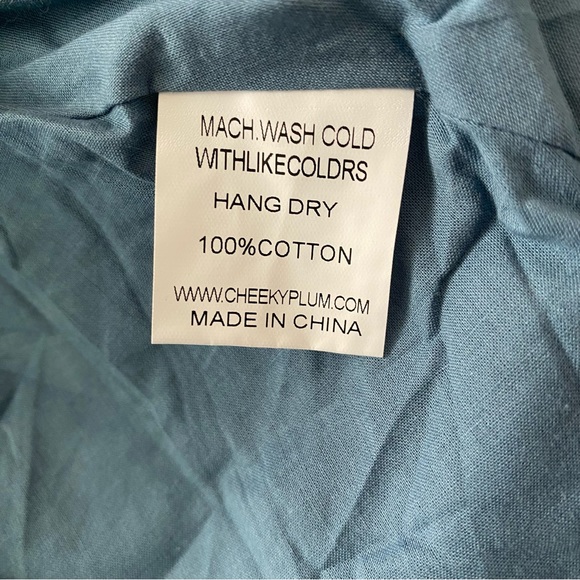 MACH.WASH COLD
WITHLIKECOLDRS
HANG DRY
100%COTTON
WWW.CHEEKYPLUM.COM
MADE IN CHINA